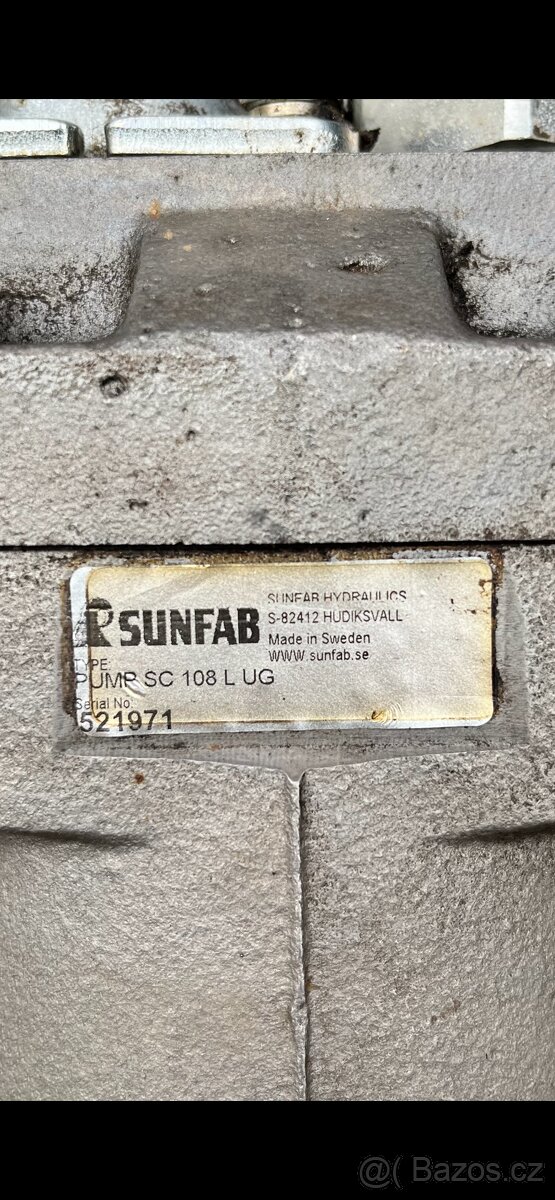 SUNFAB
SUNFAB HYDRAULICS
S-82412 HUDIKSVALL
Made in Sweden
WWW.sunfab.se
TYPE:
PUMP SC 108 L UG
Serial No
521971
@( Bazos.cz